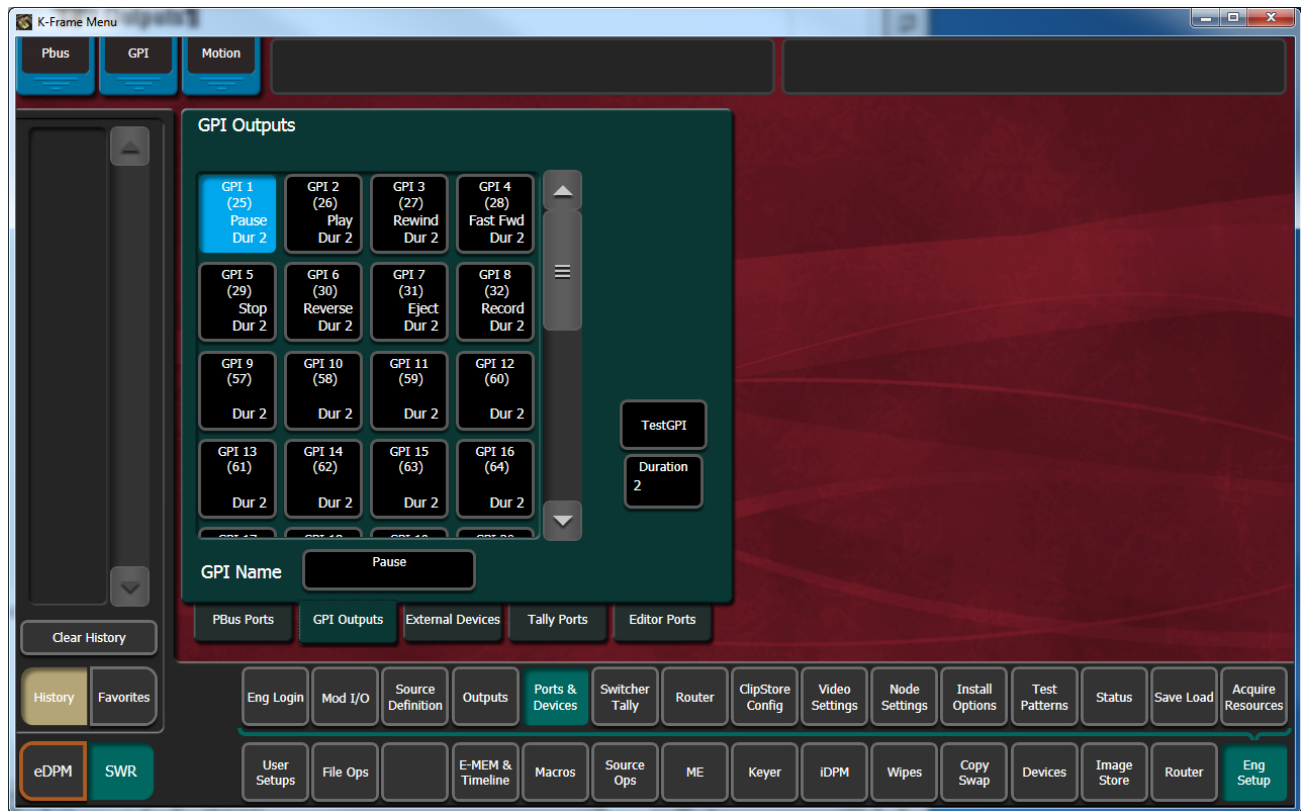 K-Frame Menu
Pbus
GPI
Motion
GPI Outputs
GPI 1
(25)
Pause
Dur 2
GPI 2
(26)
Play
Dur 2
GPI 3
(27)
Rewind
Dur 2
GPI 4
(28)
Fast Fwd
Dur 2
GPI 5
(29)
Stop
Dur 2
GPI 6
(30)
Reverse
Dur 2
GPI 7
(31)
Eject
Dur 2
GPI 8
(32)
Record
Dur 2
GPI 9
(57)
Dur 2
GPI 10
(58)
Dur 2
GPI 11
(59)
Dur 2
GPI 12
(60)
Dur 2
GPI 13
(61)
Dur 2
GPI 14
(62)
Dur 2
GPI 15
(63)
Dur 2
GPI 16
(64)
Dur 2
TestGPI
Duration
2
GPI Name
Pause
PBus Ports
GPI Outputs
External Devices
Tally Ports
Editor Ports
Clear History
History
Favorites
Eng Login
Mod I/O
Source
Definition
Outputs
Ports &
Devices
Switcher
Tally
Router
ClipStore
Config
Video
Settings
Node
Settings
Install
Options
Test
Patterns
Status
Save Load
Acquire
Resources
eDPM
SWR
User
Setups
File Ops
E-MEM &
Timeline
Macros
Source
Ops
ME
Keyer
iDPM
Wipes
Copy
Swap
Devices
Image
Store
Router
Eng
Setup